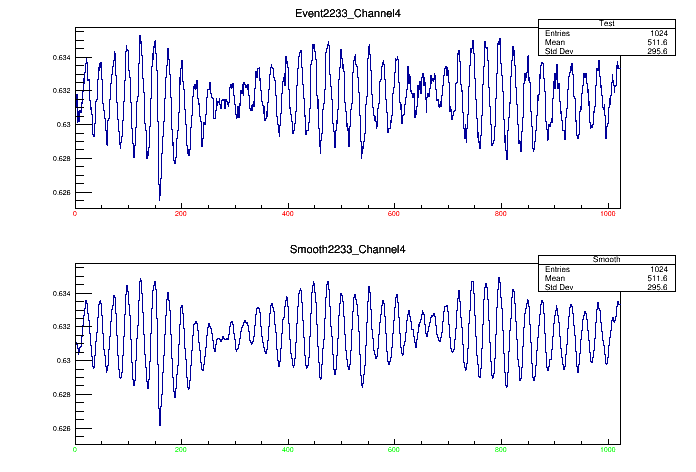 Event2233_Channel4
Test
Entries 1024
Mean 511.6
Std Dev 295.6
0.634
0.632
0.63
0.628
0.626
0 200 400 600 800 1000
Smooth2233_Channel4
Smooth
Entries 1024
Mean 511.6
Std Dev 295.6
0.634
0.632
0.63
0.628
0.626
0 200 400 600 800 1000